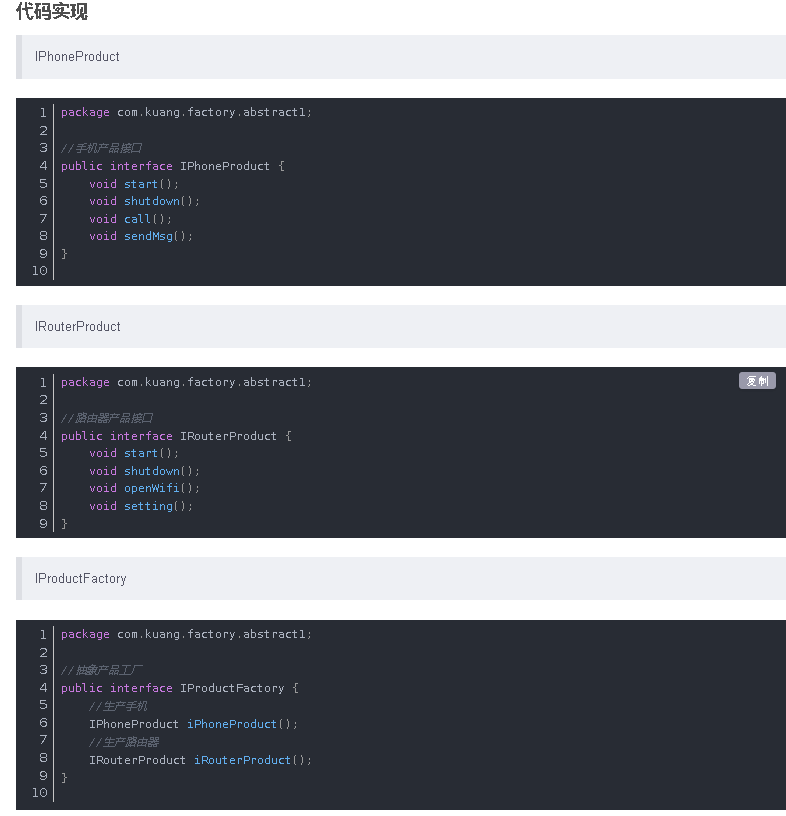 代码实现
IPhoneProduct
1 package com.kuang.factory.abstract1;
2
3 //手机产品接口
4 public interface IPhoneProduct {
5     void start();
6     void shutdown();
7     void call();
8     void sendMsg();
9 }
10
IRouterProduct
复制
1 package com.kuang.factory.abstract1;
2
3 //路由器产品接口
4 public interface IRouterProduct {
5     void start();
6     void shutdown();
7     void openWifi();
8     void setting();
9 }
IProductFactory
1 package com.kuang.factory.abstract1;
2
3 //抽象产品工厂
4 public interface IProductFactory {
5     //生产手机
6     IPhoneProduct iPhoneProduct();
7     //生产路由器
8     IRouterProduct iRouterProduct();
9 }
10